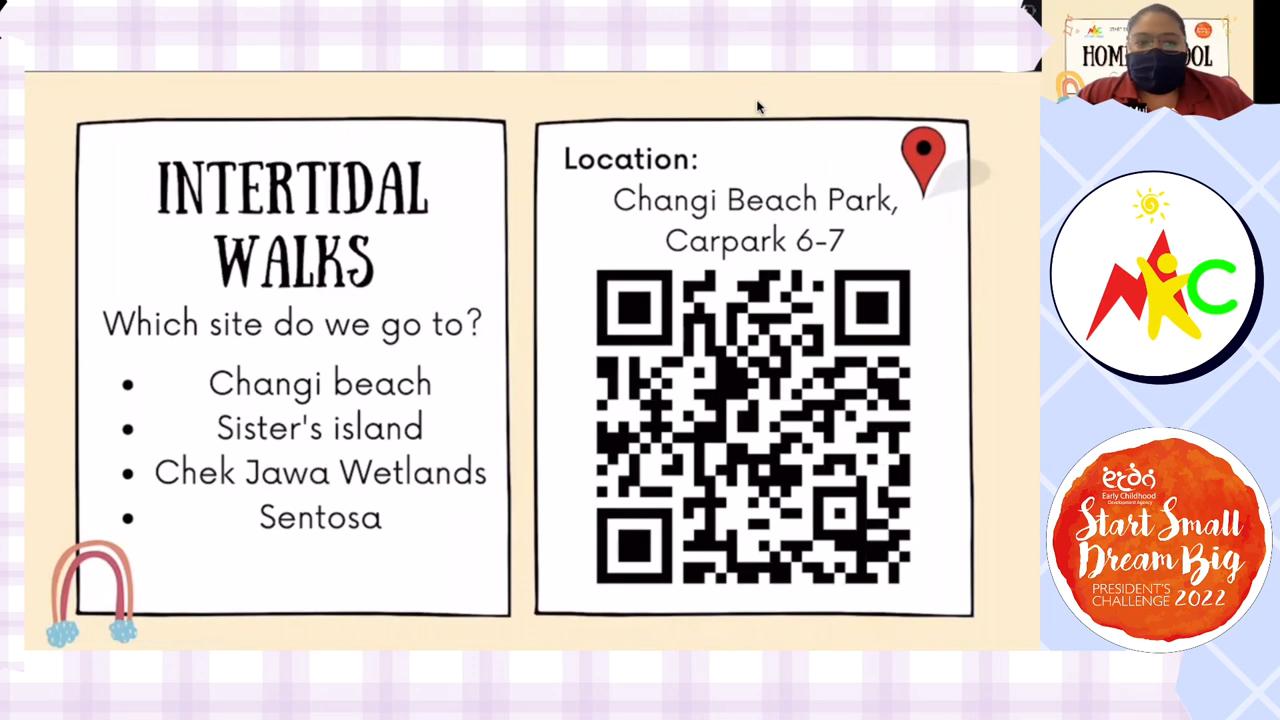 INTERTIDAL
WALKS
Which site do we go to?
Changi beach
Sister's island
Chek Jawa Wetlands
Sentosa
Location:
Changi Beach Park,
Carpark 6-7
ecda
Early Childhood
Development Agency
Start Small
Dream Big
PRESIDENT'S
CHALLENGE 2022